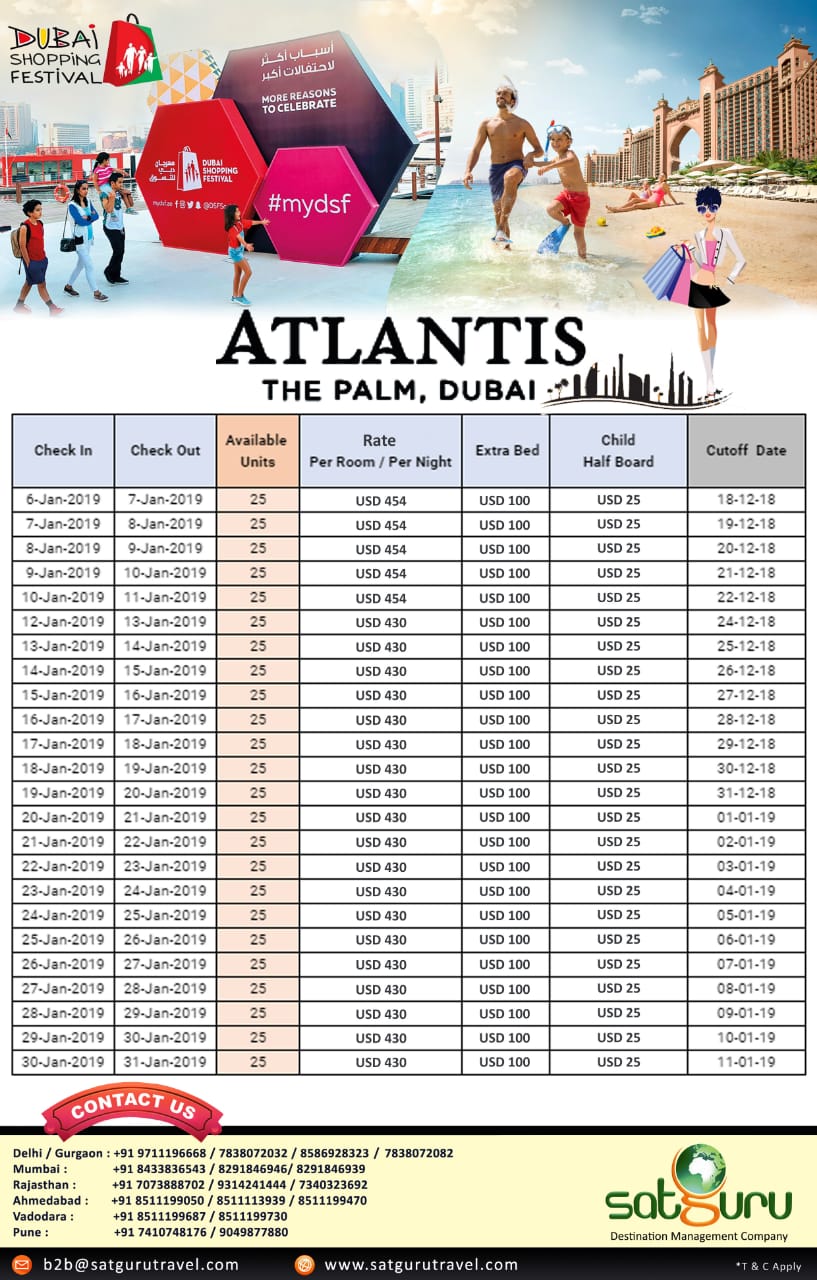 DUBAI
SHOPPING
FESTIVAL
أسباب أكثر
لاحتفالات أكبر
MORE REASONS
TO CELEBRATE
مهرجان
دبي
للتسوق
DUBAI
SHOPPING
FESTIVAL
mydsf.ae
#mydsf
ATLANTIS
THE PALM, DUBAI
Check In Check Out Available Units Rate Per Room / Per Night Extra Bed Child Half Board Cutoff Date
6-Jan-2019 7-Jan-2019 25 USD 454 USD 100 USD 25 18-12-18
7-Jan-2019 8-Jan-2019 25 USD 454 USD 100 USD 25 19-12-18
8-Jan-2019 9-Jan-2019 25 USD 454 USD 100 USD 25 20-12-18
9-Jan-2019 10-Jan-2019 25 USD 454 USD 100 USD 25 21-12-18
10-Jan-2019 11-Jan-2019 25 USD 454 USD 100 USD 25 22-12-18
12-Jan-2019 13-Jan-2019 25 USD 430 USD 100 USD 25 24-12-18
13-Jan-2019 14-Jan-2019 25 USD 430 USD 100 USD 25 25-12-18
14-Jan-2019 15-Jan-2019 25 USD 430 USD 100 USD 25 26-12-18
15-Jan-2019 16-Jan-2019 25 USD 430 USD 100 USD 25 27-12-18
16-Jan-2019 17-Jan-2019 25 USD 430 USD 100 USD 25 28-12-18
17-Jan-2019 18-Jan-2019 25 USD 430 USD 100 USD 25 29-12-18
18-Jan-2019 19-Jan-2019 25 USD 430 USD 100 USD 25 30-12-18
19-Jan-2019 20-Jan-2019 25 USD 430 USD 100 USD 25 31-12-18
20-Jan-2019 21-Jan-2019 25 USD 430 USD 100 USD 25 01-01-19
21-Jan-2019 22-Jan-2019 25 USD 430 USD 100 USD 25 02-01-19
22-Jan-2019 23-Jan-2019 25 USD 430 USD 100 USD 25 03-01-19
23-Jan-2019 24-Jan-2019 25 USD 430 USD 100 USD 25 04-01-19
24-Jan-2019 25-Jan-2019 25 USD 430 USD 100 USD 25 05-01-19
25-Jan-2019 26-Jan-2019 25 USD 430 USD 100 USD 25 06-01-19
26-Jan-2019 27-Jan-2019 25 USD 430 USD 100 USD 25 07-01-19
27-Jan-2019 28-Jan-2019 25 USD 430 USD 100 USD 25 08-01-19
28-Jan-2019 29-Jan-2019 25 USD 430 USD 100 USD 25 09-01-19
29-Jan-2019 30-Jan-2019 25 USD 430 USD 100 USD 25 10-01-19
30-Jan-2019 31-Jan-2019 25 USD 430 USD 100 USD 25 11-01-19
CONTACT US
Delhi / Gurgaon : +91 9711196668 / 7838072032 / 8586928323 / 7838072082
Mumbai : +91 8433836543 / 8291846946/ 8291846939
Rajasthan : +91 7073888702 / 9314241444 / 7340323692
Ahmedabad : +91 8511199050 / 8511113939 / 8511199470
Vadodara : +91 8511199687 / 8511199730
Pune : +91 7410748176 / 9049877880
satguru
Destination Management Company
b2b@satgurutravel.com www.satgurutravel.com *T & C Apply